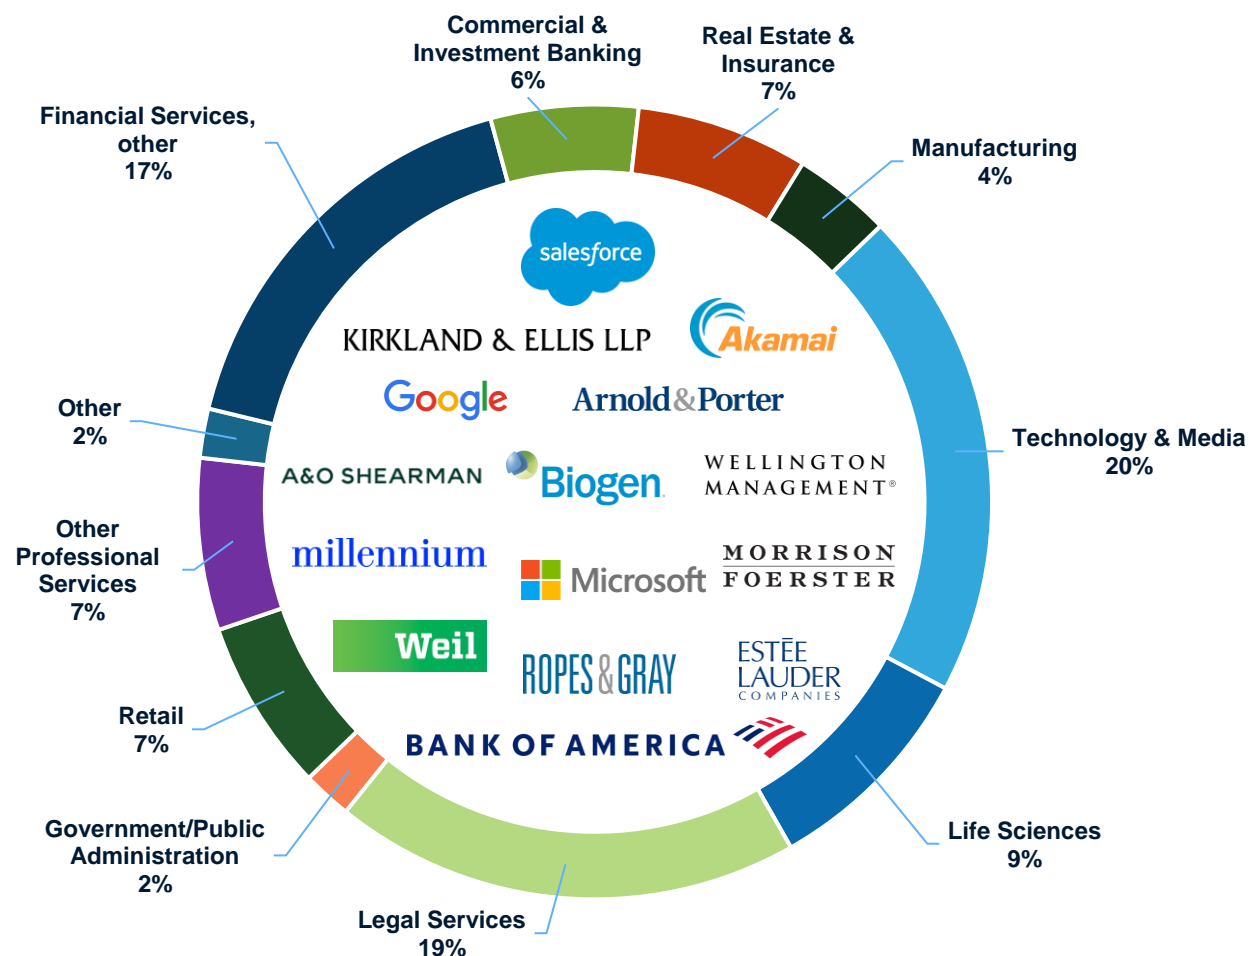 Commercial &
Investment Banking
6%
Real Estate &
Insurance
7%
Financial Services,
other
17%
Manufacturing
4%
salesforce
KIRKLAND & ELLIS LLP
Akamai
Google
Arnold&Porter
Other
2%
Technology & Media
20%
A&O SHEARMAN
Biogen
WELLINGTON
MANAGEMENT®
Other
Professional
Services
7%
millennium
Microsoft
MORRISON
FOERSTER
Weil
ROPES&GRAY
ESTĒE
LAUDER
COMPANIES
Retail
7%
BANK OF AMERICA
Government/Public
Administration
2%
Life Sciences
9%
Legal Services
19%